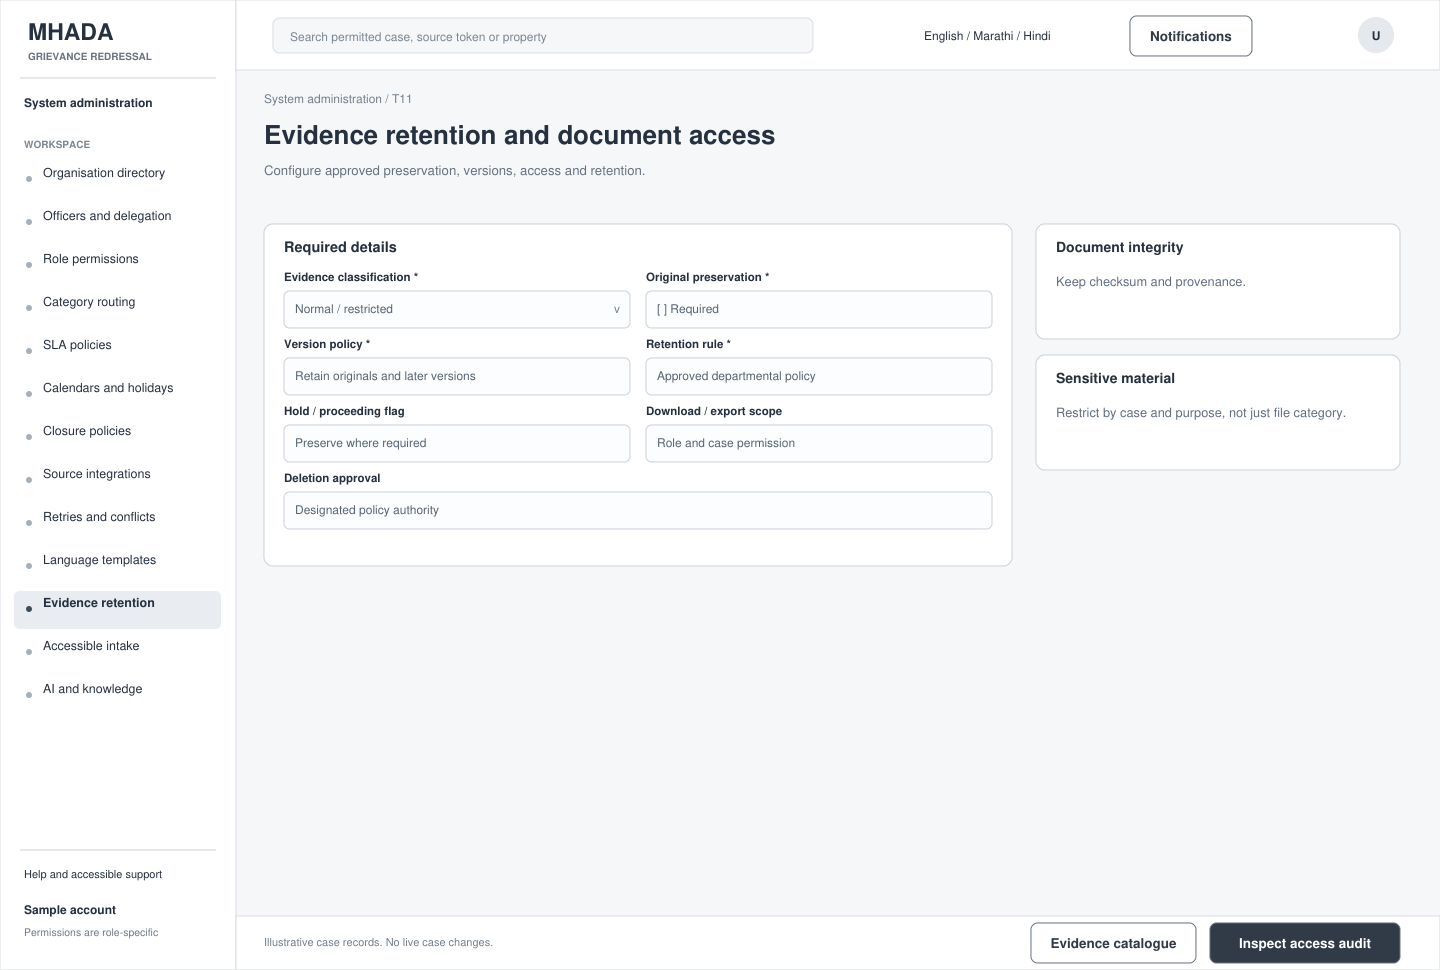 MHADA
GRIEVANCE REDRESSAL
System administration
WORKSPACE
Organisation directory
Officers and delegation
Role permissions
Category routing
SLA policies
Calendars and holidays
Closure policies
Source integrations
Retries and conflicts
Language templates
Evidence retention
Accessible intake
AI and knowledge
Help and accessible support
Sample account
Permissions are role-specific
Search permitted case, source token or property
English / Marathi / Hindi
Notifications
U
System administration / T11
Evidence retention and document access
Configure approved preservation, versions, access and retention.
Required details
Evidence classification *
Normal / restricted v
Original preservation *
[ ] Required
Version policy *
Retain originals and later versions
Retention rule *
Approved departmental policy
Hold / proceeding flag
Preserve where required
Download / export scope
Role and case permission
Deletion approval
Designated policy authority
Document integrity
Keep checksum and provenance.
Sensitive material
Restrict by case and purpose, not just file category.
Illustrative case records. No live case changes.
Evidence catalogue
Inspect access audit